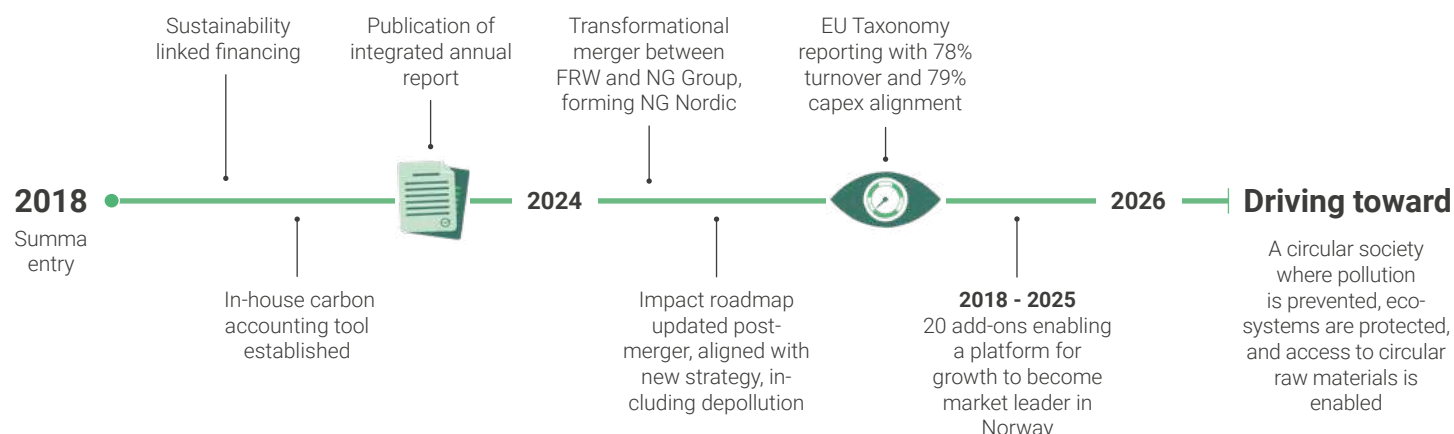 Sustainability
linked financing
Publication of
integrated annual
report
Transformational
merger between
FRW and NG Group,
forming NG Nordic
EU Taxonomy
reporting with 78%
turnover and 79%
capex alignment
2018
Summa
entry
2024
2026
Driving toward
A circular society
where pollution
is prevented, eco-
systems are protected,
and access to circular
raw materials is
enabled
In-house carbon
accounting tool
established
Impact roadmap
updated post-
merger, aligned with
new strategy, in-
cluding depollution
2018 - 2025
20 add-ons enabling
a platform for
growth to become
market leader in
Norway